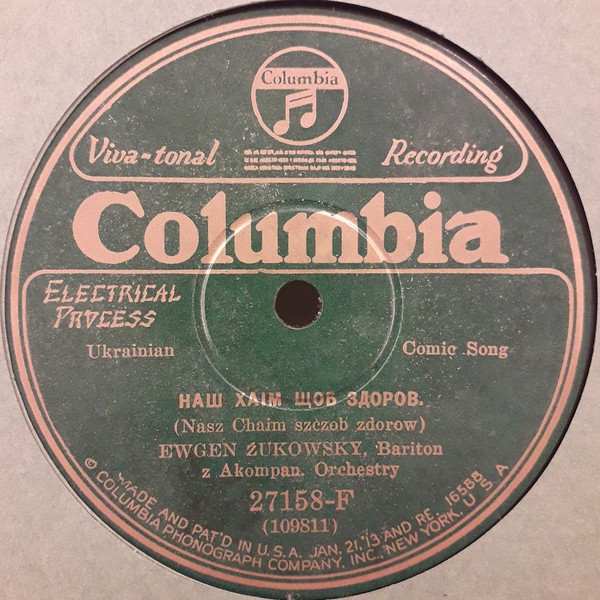 Columbia
Viva-tonal Recording
Columbia
ELECTRICAL
PROCESS
Ukrainian Comic Song
НАШ ХАІМ ЩОБ ЗДОРОВ.
(Nasz Chaim szczob zdorow)
EWGEN ŻUKOWSKY, Bariton
z Akompan. Orchestry
27158-F
(109811)
MADE AND PAT'D IN U.S.A. JAN. 21, '13 AND RE. 16588
© COLUMBIA PHONOGRAPH COMPANY, INC., NEW YORK, U.S.A